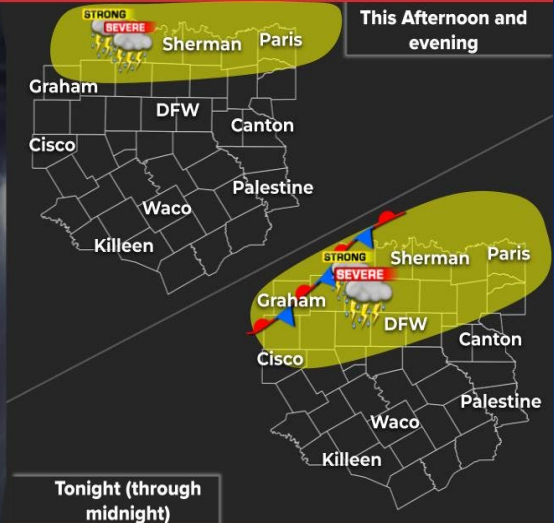 This Afternoon and
evening
STRONG
SEVERE
Sherman
Paris
Graham
DFW
Canton
Cisco
Palestine
Waco
Killeen
STRONG
SEVERE
Sherman
Paris
Graham
DFW
Canton
Cisco
Palestine
Waco
Killeen
Tonight (through
midnight)